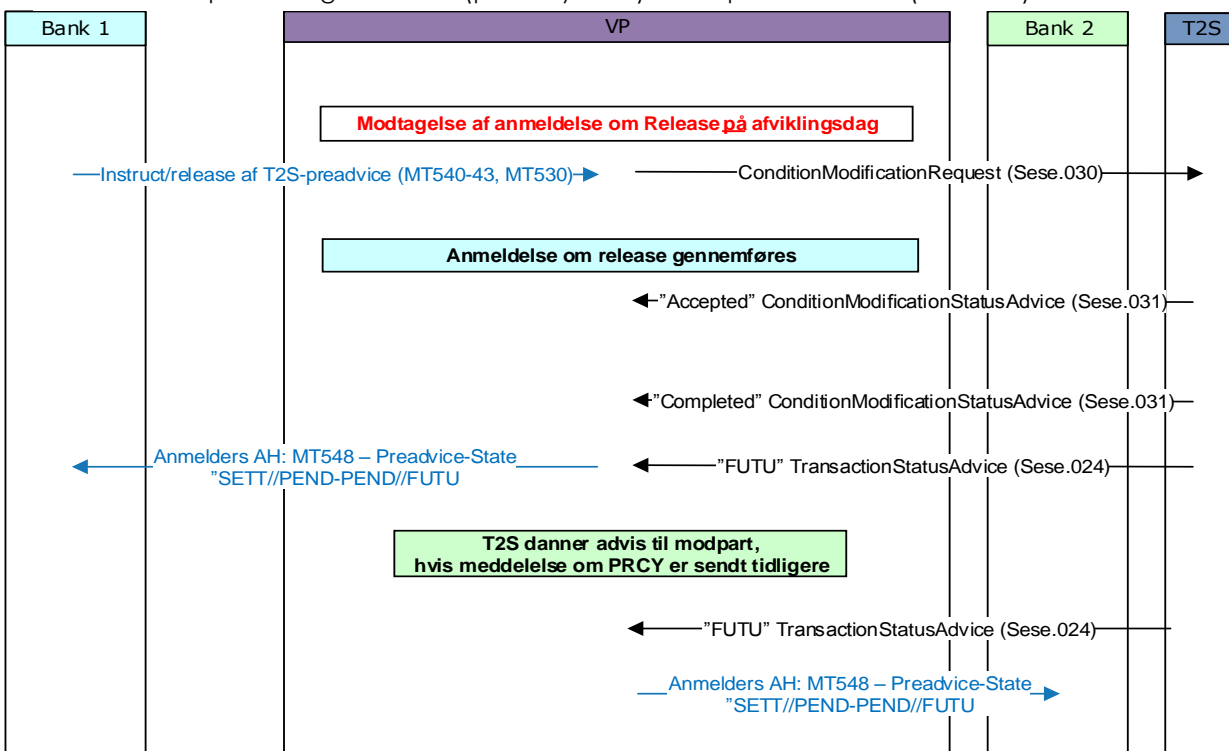 Bank 1
VP
Bank 2
T2S
Modtagelse af anmeldelse om Release på afviklingsdag
Instruct/release af T2S-preadvice (MT540-43, MT530)
ConditionModificationRequest (Sese.030)
Anmeldelse om release gennemføres
”Accepted” ConditionModificationStatusAdvice (Sese.031)
”Completed” ConditionModificationStatusAdvice (Sese.031)
Anmelders AH: MT548 – Preadvice-State
”SETT//PEND-PEND//FUTU
”FUTU” TransactionStatusAdvice (Sese.024)
T2S danner advis til modpart,
hvis meddelelse om PRCY er sendt tidligere
”FUTU” TransactionStatusAdvice (Sese.024)
Anmelders AH: MT548 – Preadvice-State
”SETT//PEND-PEND//FUTU